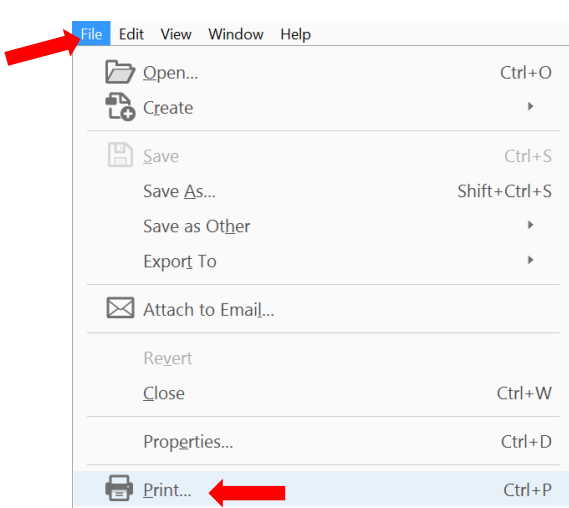 File Edit View Window Help
Open... Ctrl+O
Create
Save Ctrl+S
Save As... Shift+Ctrl+S
Save as Other
Export To
Attach to Email...
Revert
Close Ctrl+W
Properties... Ctrl+D
Print... Ctrl+P